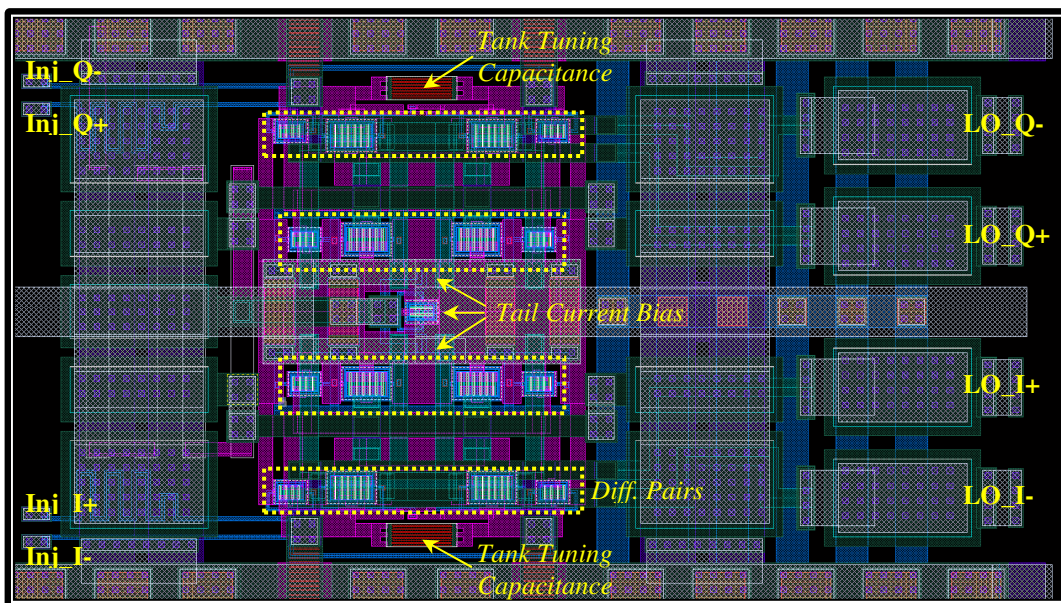 Tank Tuning
Capacitance
Inj_Q-
Inj_Q+
LO_Q-
LO_Q+
Tail Current Bias
LO_I+
Diff. Pairs
LO_I-
Inj_I+
Inj_I-
Tank Tuning
Capacitance